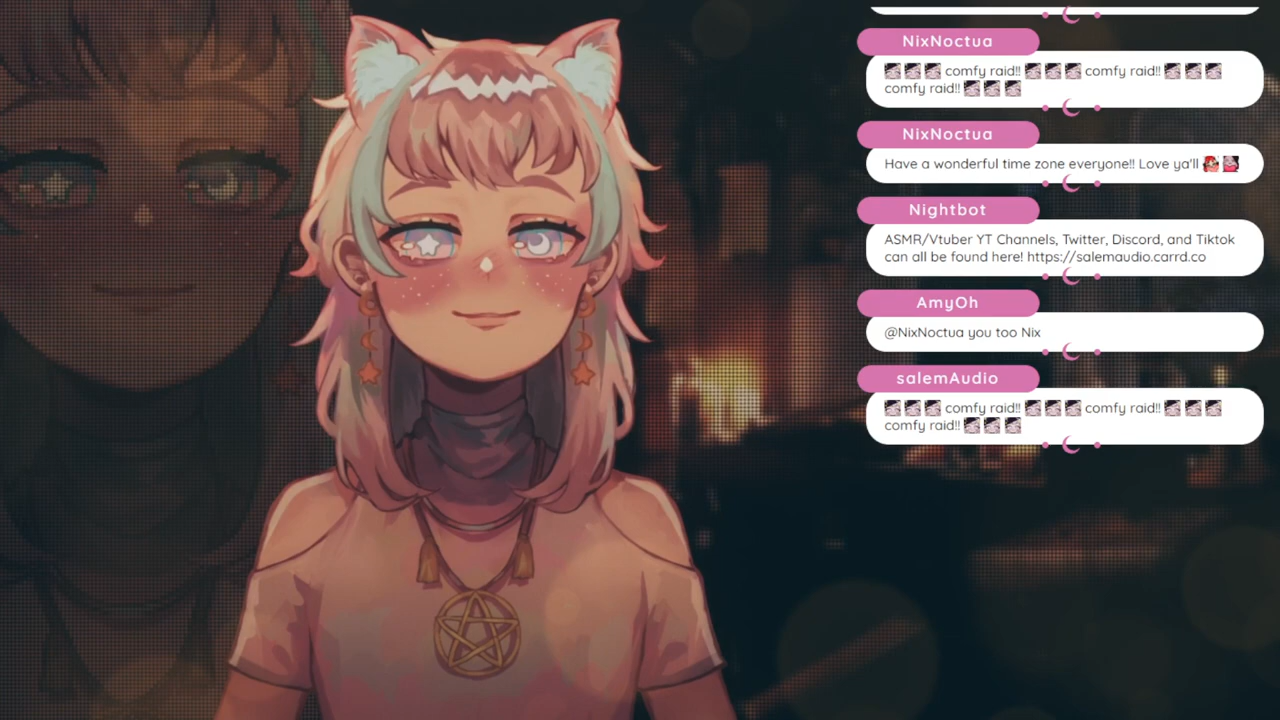 NixNoctua
comfy raid!! comfy raid!!
comfy raid!!
NixNoctua
Have a wonderful time zone everyone!! Love ya'll
Nightbot
ASMR/Vtuber YT Channels, Twitter, Discord, and Tiktok
can all be found here! https://salemaudio.carrd.co
AmyOh
@NixNoctua you too Nix
salemAudio
comfy raid!! comfy raid!!
comfy raid!!